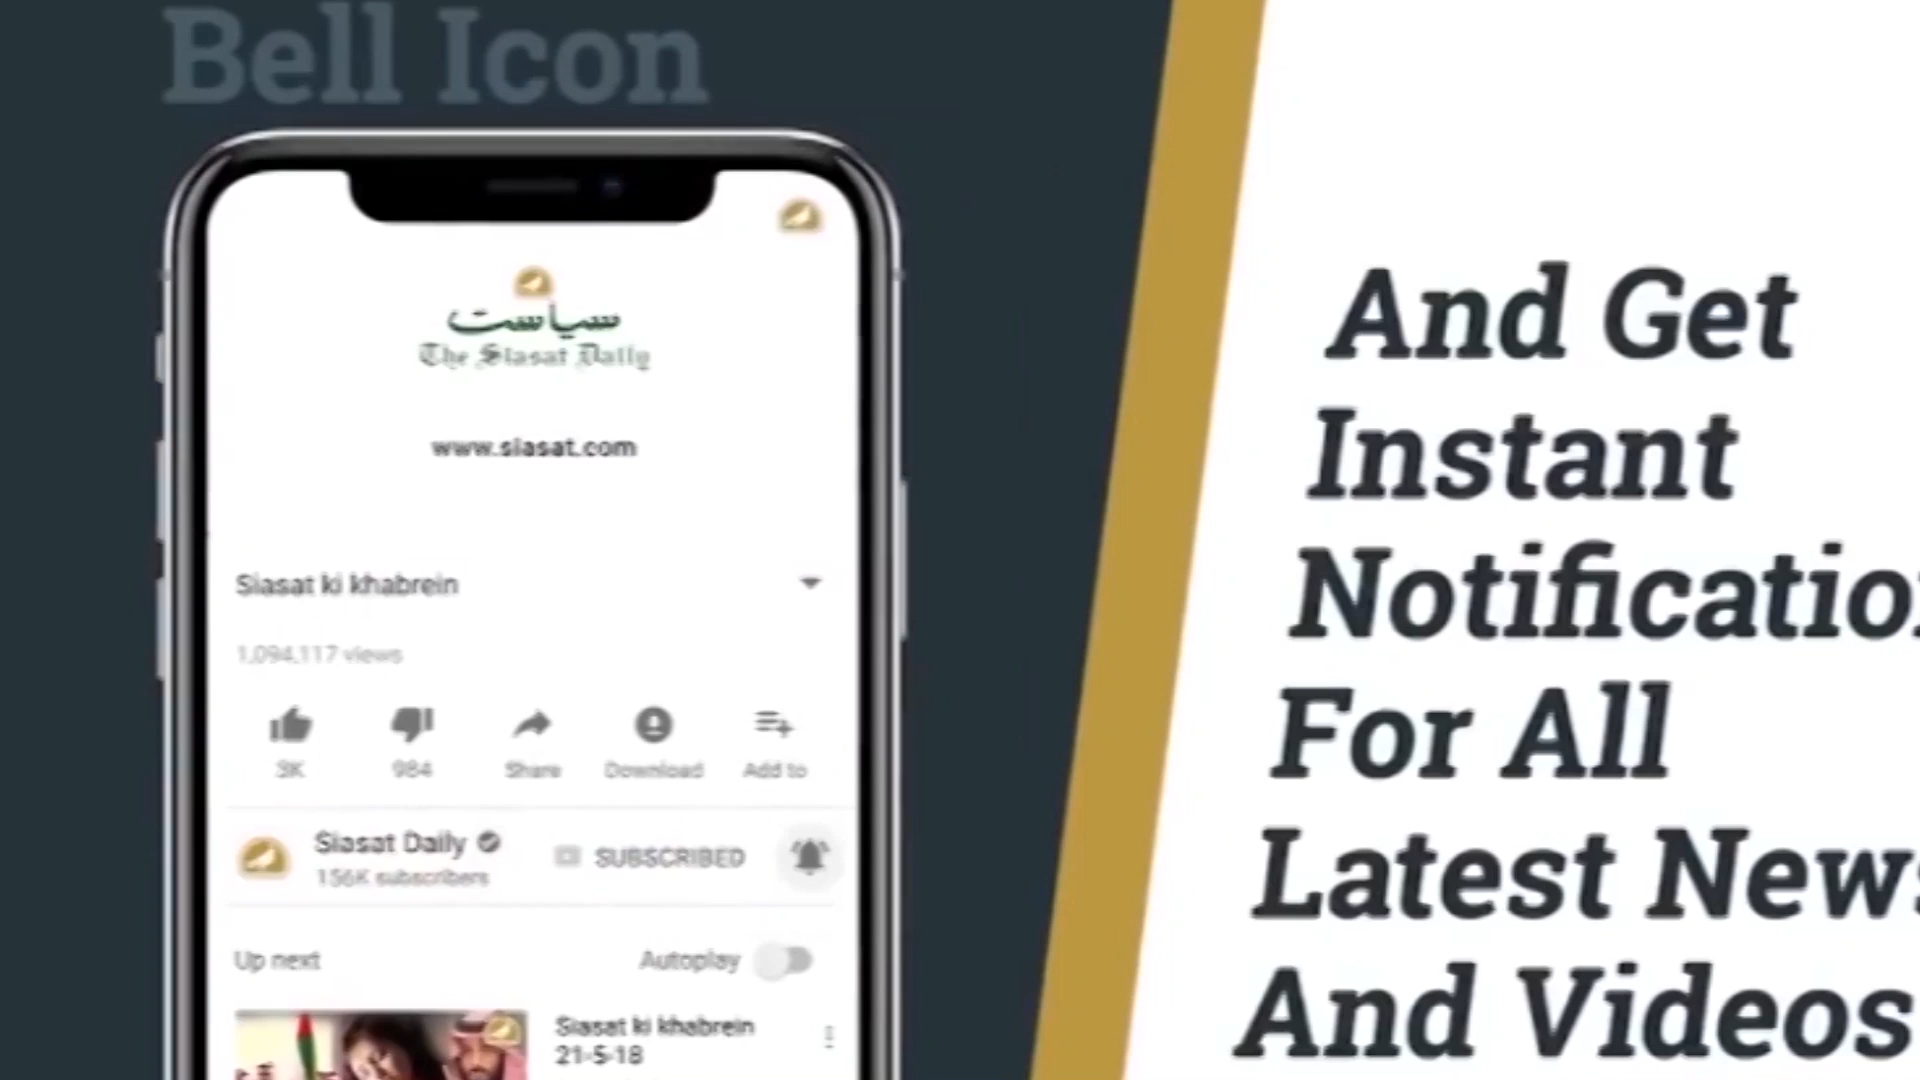 Bell Icon
سیاست
The Siasat Daily
www.siasat.com
Siasat ki khabrein
1,094,117 views
3K
984
Share
Download
Add to
Siasat Daily
156K subscribers
SUBSCRIBED
Up next
Autoplay
Siasat ki khabrein
21-5-18
And Get
Instant
Notification
For All
Latest News
And Videos